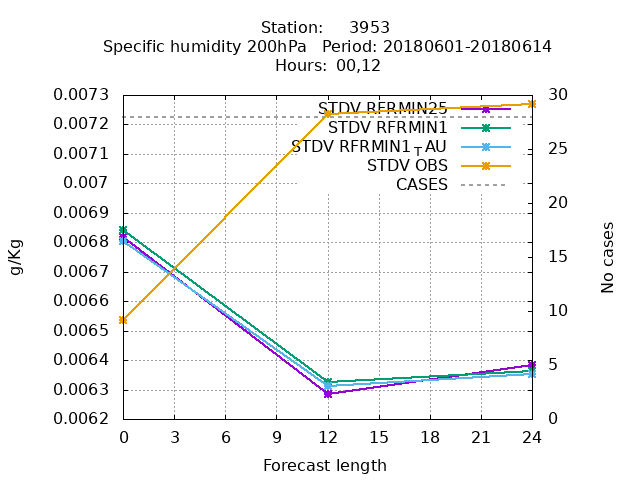 Station: 3953
Specific humidity 200hPa Period: 20180601-20180614
Hours: 00,12
0.0073
0.0072
0.0071
0.007
0.0069
0.0068
0.0067
0.0066
0.0065
0.0064
0.0063
0.0062
g/Kg
STDV RFRMIN25
STDV RFRMIN1
STDV RFRMIN1_TAU
STDV OBS
CASES
30
25
20
15
10
5
0
No cases
0 3 6 9 12 15 18 21 24
Forecast length